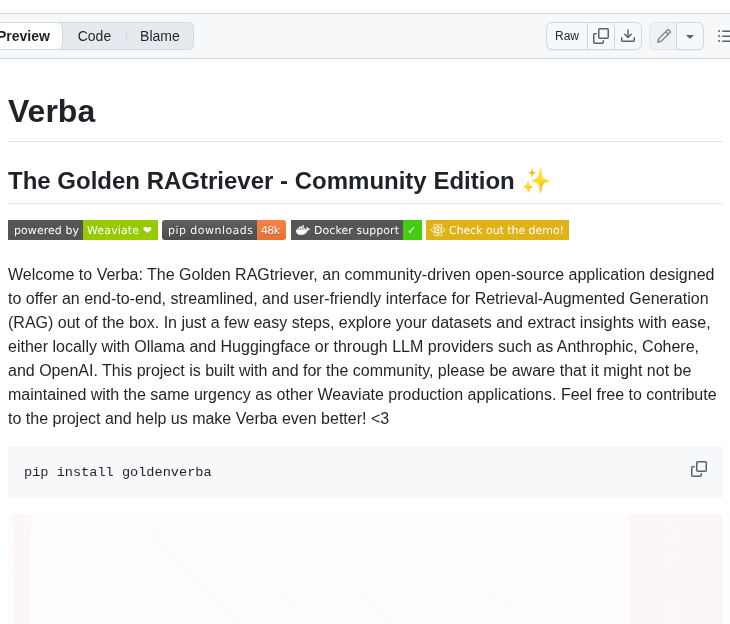 Preview Code Blame Raw
Verba
The Golden RAGtriever - Community Edition ✨
powered by Weaviate ❤ pip downloads 48k Docker support ✓ Check out the demo!
Welcome to Verba: The Golden RAGtriever, an community-driven open-source application designed
to offer an end-to-end, streamlined, and user-friendly interface for Retrieval-Augmented Generation
(RAG) out of the box. In just a few easy steps, explore your datasets and extract insights with ease,
either locally with Ollama and Huggingface or through LLM providers such as Anthrophic, Cohere,
and OpenAI. This project is built with and for the community, please be aware that it might not be
maintained with the same urgency as other Weaviate production applications. Feel free to contribute
to the project and help us make Verba even better! <3
pip install goldenverba